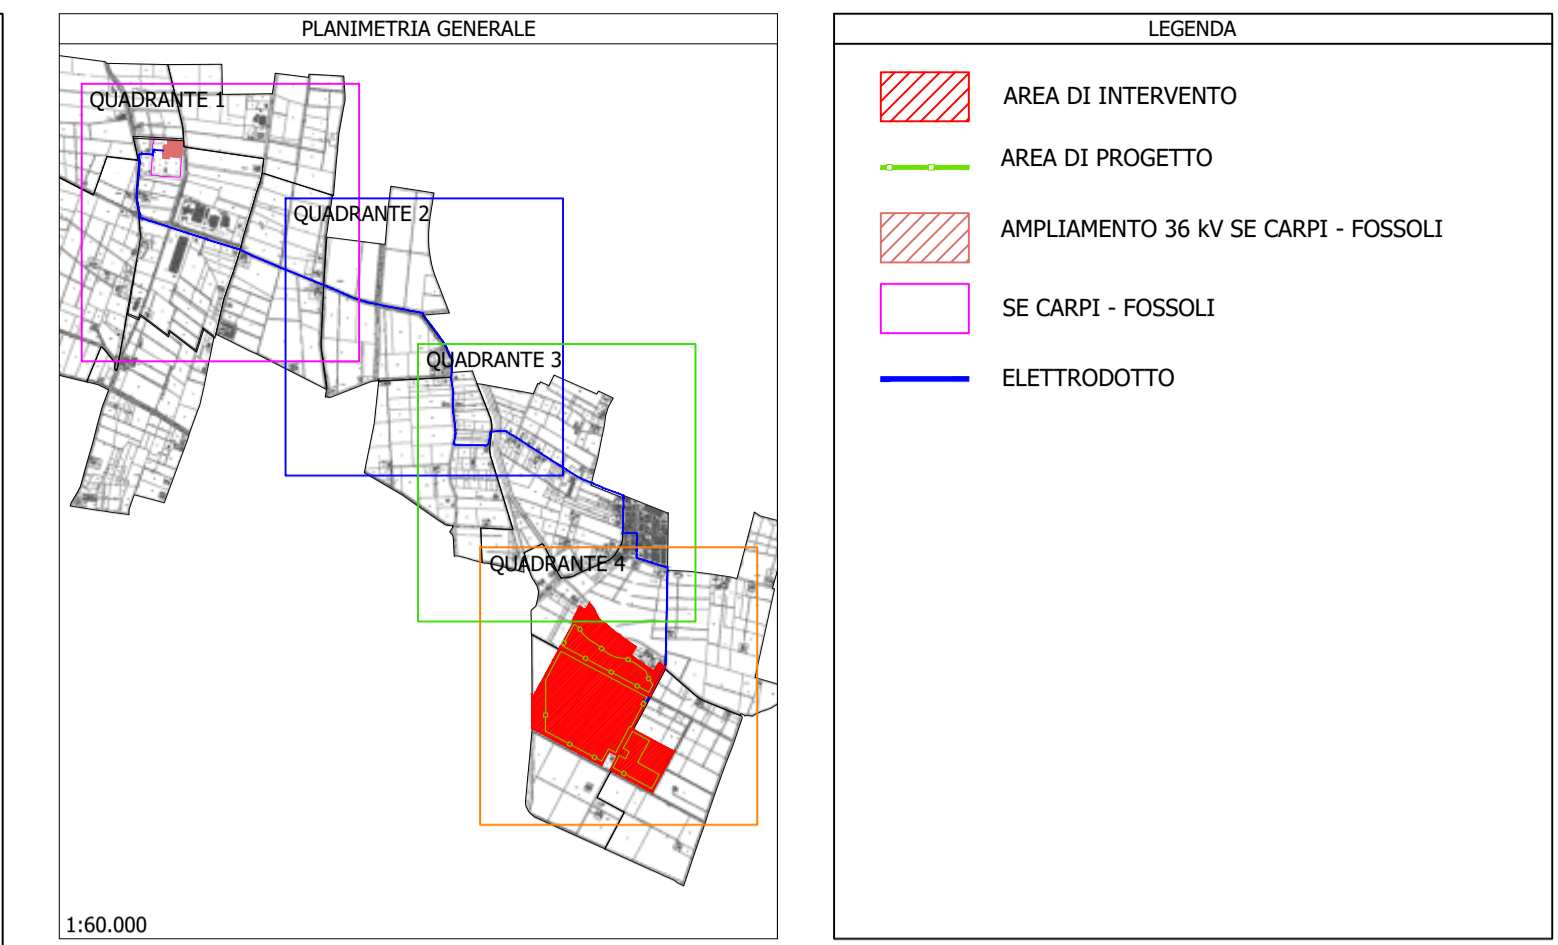 PLANIMETRIA GENERALE
QUADRANTE 1
QUADRANTE 2
QUADRANTE 3
QUADRANTE 4
1:60.000
LEGENDA
AREA DI INTERVENTO
AREA DI PROGETTO
AMPLIAMENTO 36 kV SE CARPI - FOSSOLI
SE CARPI - FOSSOLI
ELETTRODOTTO